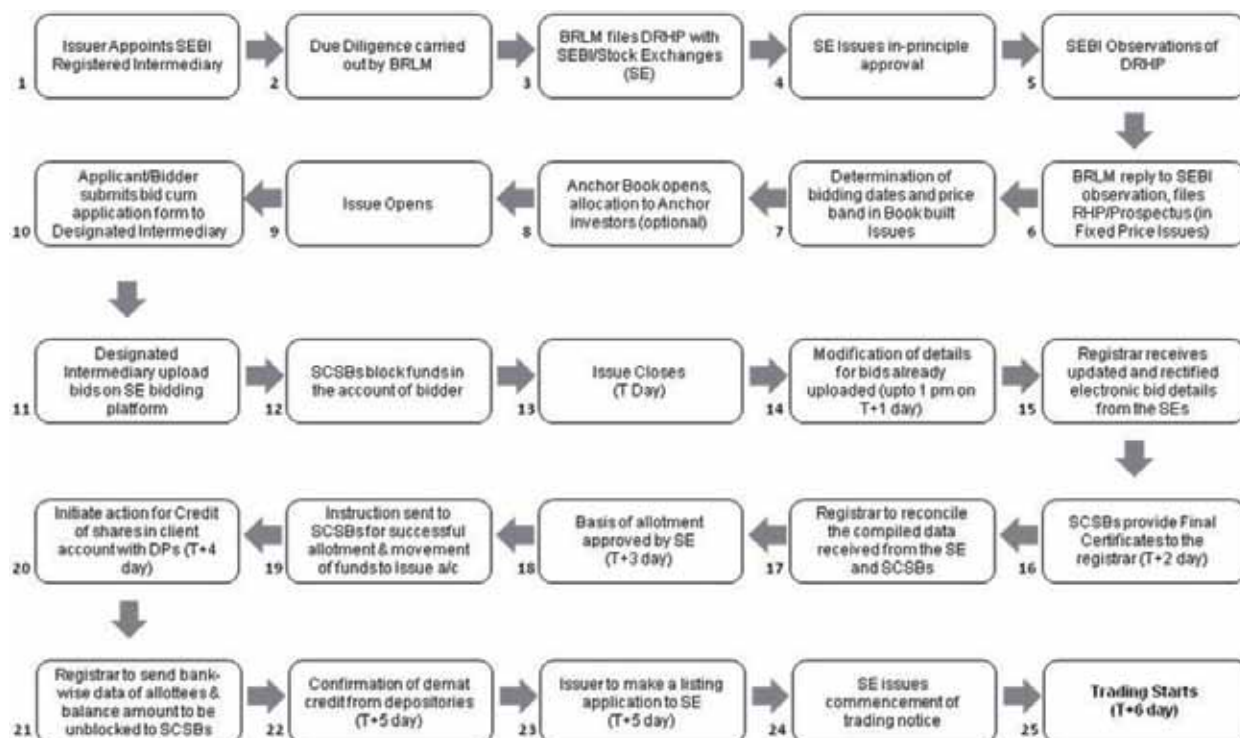 Issuer Appoints SEBI
Registered Intermediary
1
Due Diligence carried
out by BRLM
2
BRLM files DRHP with
SEBI/Stock Exchanges
(SE)
3
SE Issues in-principle
approval
4
SEBI Observations of
DRHP
5
BRLM reply to SEBI
observation, files
RHP/Prospectus (in
Fixed Price Issues)
6
Determination of
bidding dates and price
band in Book built
Issues
7
Anchor Book opens,
allocation to Anchor
investors (optional)
8
Issue Opens
9
Applicant/Bidder
submits bid cum
application form to
Designated Intermediary
10
Designated
Intermediary upload
bids on SE bidding
platform
11
SCSBs block funds in
the account of bidder
12
Issue Closes
(T Day)
13
Modification of details
for bids already
uploaded (upto 1 pm on
T+1 day)
14
Registrar receives
updated and rectified
electronic bid details
from the SEs
15
SCSBs provide Final
Certificates to the
registrar (T+2 day)
16
Registrar to reconcile
the compiled data
received from the SE
and SCSBs
17
Basis of allotment
approved by SE
(T+3 day)
18
Instruction sent to
SCSBs for successful
allotment & movement
of funds to Issue a/c
19
Initiate action for Credit
of shares in client
account with DPs (T+4
day)
20
Registrar to send bank-
wise data of allottees &
balance amount to be
unblocked to SCSBs
21
Confirmation of demat
credit from depositories
(T+5 day)
22
Issuer to make a listing
application to SE
(T+5 day)
23
SE issues
commencement of
trading notice
24
Trading Starts
(T+6 day)
25